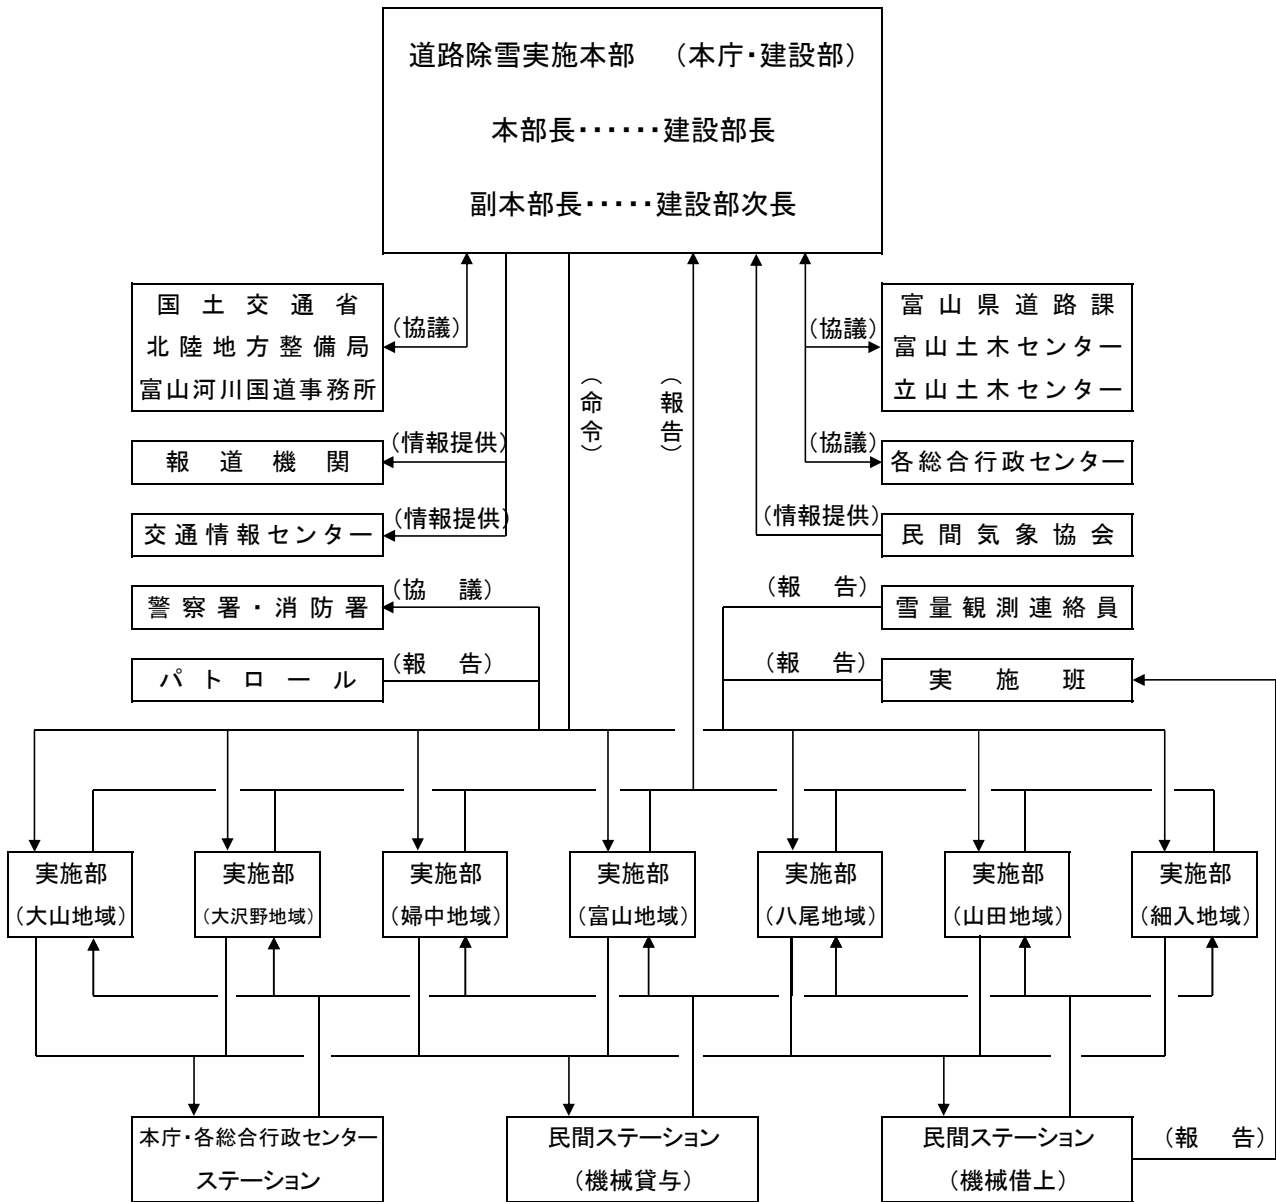 道路除雪実施本部　（本庁・建設部）
本部長・・・・・・建設部長
副本部長・・・・・建設部次長
国土交通省
北陸地方整備局
富山河川国道事務所
（協議）
富山県道路課
富山土木センター
立山土木センター
（協議）
（命令）
（報告）
報道機関
（情報提供）
（協議）
各総合行政センター
交通情報センター
（情報提供）
（情報提供）
民間気象協会
警察署・消防署
（協　議）
（報　告）
雪量観測連絡員
パトロール
（報　告）
（報　告）
実施班
実施部
（大山地域）
実施部
（大沢野地域）
実施部
（婦中地域）
実施部
（富山地域）
実施部
（八尾地域）
実施部
（山田地域）
実施部
（細入地域）
本庁・各総合行政センター
ステーション
民間ステーション
（機械貸与）
民間ステーション
（機械借上）
（報　告）